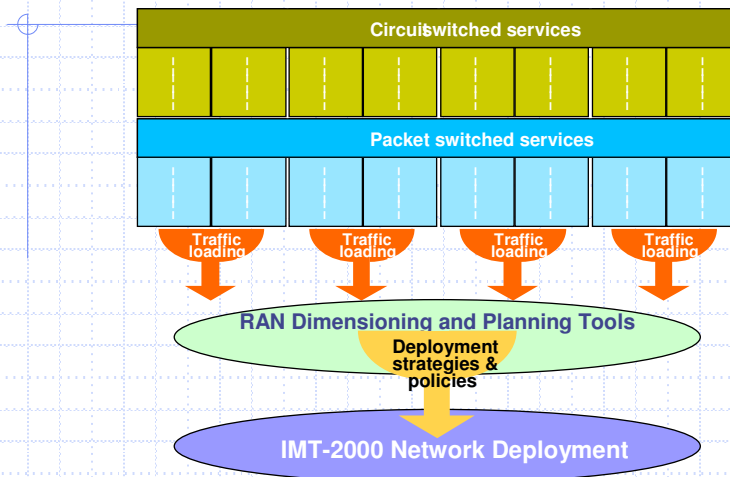 Circuitswitched services
Packet switched services
Traffic
loading
Traffic
loading
Traffic
loading
Traffic
loading
RAN Dimensioning and Planning Tools
Deployment
strategies &
policies
IMT-2000 Network Deployment